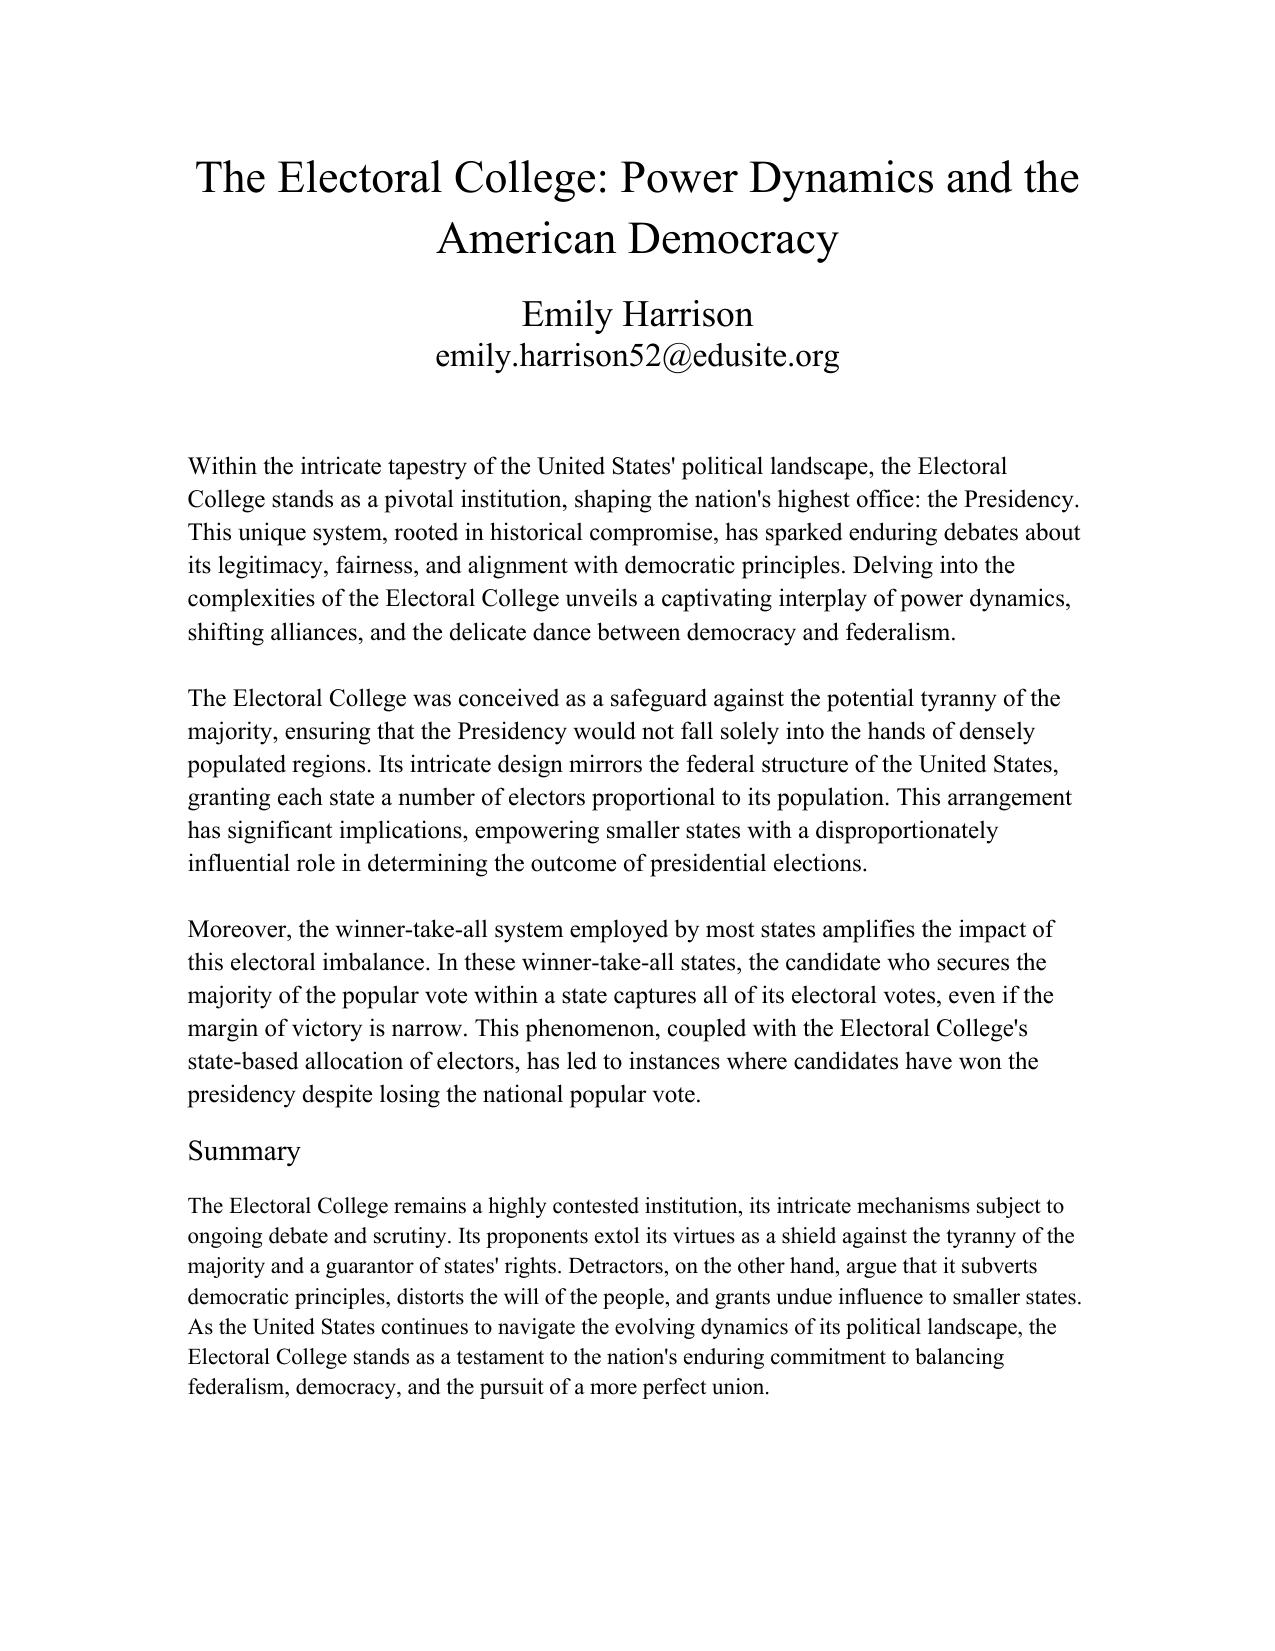 The Electoral College: Power Dynamics and the
American Democracy
Emily Harrison
emily.harrison52@edusite.org
Within the intricate tapestry of the United States' political landscape, the Electoral
College stands as a pivotal institution, shaping the nation's highest office: the Presidency.
This unique system, rooted in historical compromise, has sparked enduring debates about
its legitimacy, fairness, and alignment with democratic principles. Delving into the
complexities of the Electoral College unveils a captivating interplay of power dynamics,
shifting alliances, and the delicate dance between democracy and federalism.
The Electoral College was conceived as a safeguard against the potential tyranny of the
majority, ensuring that the Presidency would not fall solely into the hands of densely
populated regions. Its intricate design mirrors the federal structure of the United States,
granting each state a number of electors proportional to its population. This arrangement
has significant implications, empowering smaller states with a disproportionately
influential role in determining the outcome of presidential elections.
Moreover, the winner-take-all system employed by most states amplifies the impact of
this electoral imbalance. In these winner-take-all states, the candidate who secures the
majority of the popular vote within a state captures all of its electoral votes, even if the
margin of victory is narrow. This phenomenon, coupled with the Electoral College's
state-based allocation of electors, has led to instances where candidates have won the
presidency despite losing the national popular vote.
Summary
The Electoral College remains a highly contested institution, its intricate mechanisms subject to
ongoing debate and scrutiny. Its proponents extol its virtues as a shield against the tyranny of the
majority and a guarantor of states' rights. Detractors, on the other hand, argue that it subverts
democratic principles, distorts the will of the people, and grants undue influence to smaller states.
As the United States continues to navigate the evolving dynamics of its political landscape, the
Electoral College stands as a testament to the nation's enduring commitment to balancing
federalism, democracy, and the pursuit of a more perfect union.